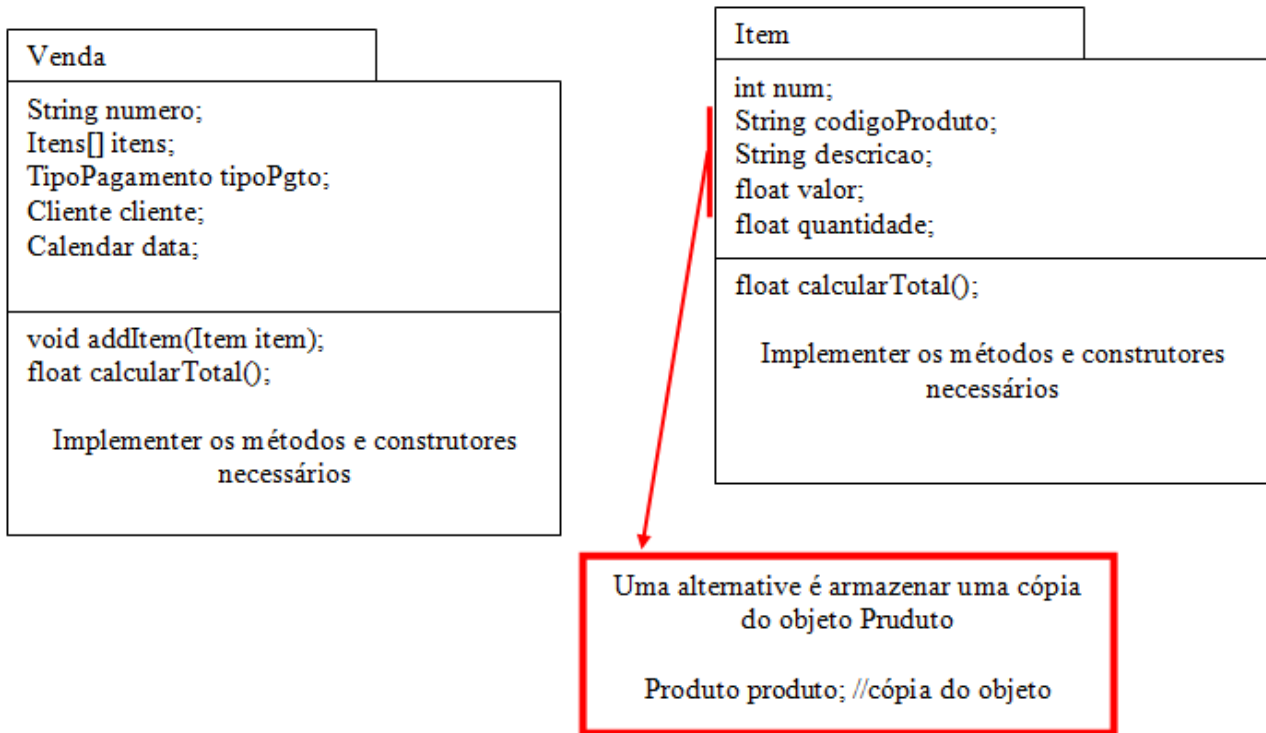 Venda
String numero;
Itens[] itens;
TipoPagamento tipoPgto;
Cliente cliente;
Calendar data;
void addItem(Item item);
float calcularTotal();
Implementer os métodos e construtores
necessários
Item
int num;
String codigoProduto;
String descricao;
float valor;
float quantidade;
float calcularTotal();
Implementer os métodos e construtores
necessários
Uma alternative é armazenar uma cópia
do objeto Pruduto
Produto produto; //cópia do objeto